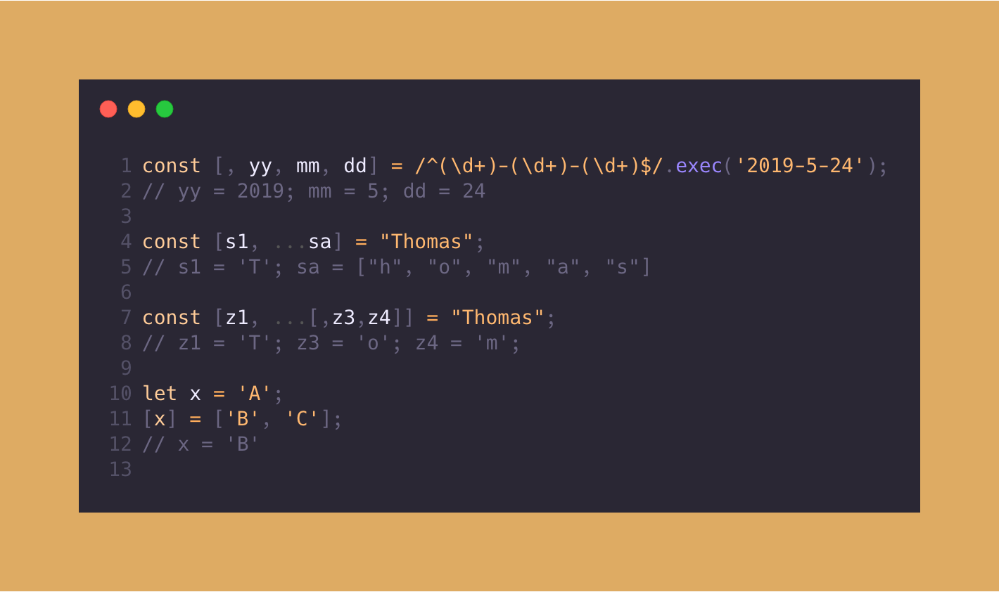 1 const [, yy, mm, dd] = /^(\d+)-(\d+)-(\d+)$/.exec('2019-5-24');
2 // yy = 2019; mm = 5; dd = 24
3
4 const [s1, ...sa] = "Thomas";
5 // s1 = 'T'; sa = ["h", "o", "m", "a", "s"]
6
7 const [z1, ...[,z3,z4]] = "Thomas";
8 // z1 = 'T'; z3 = 'o'; z4 = 'm';
9
10 let x = 'A';
11 [x] = ['B', 'C'];
12 // x = 'B'
13